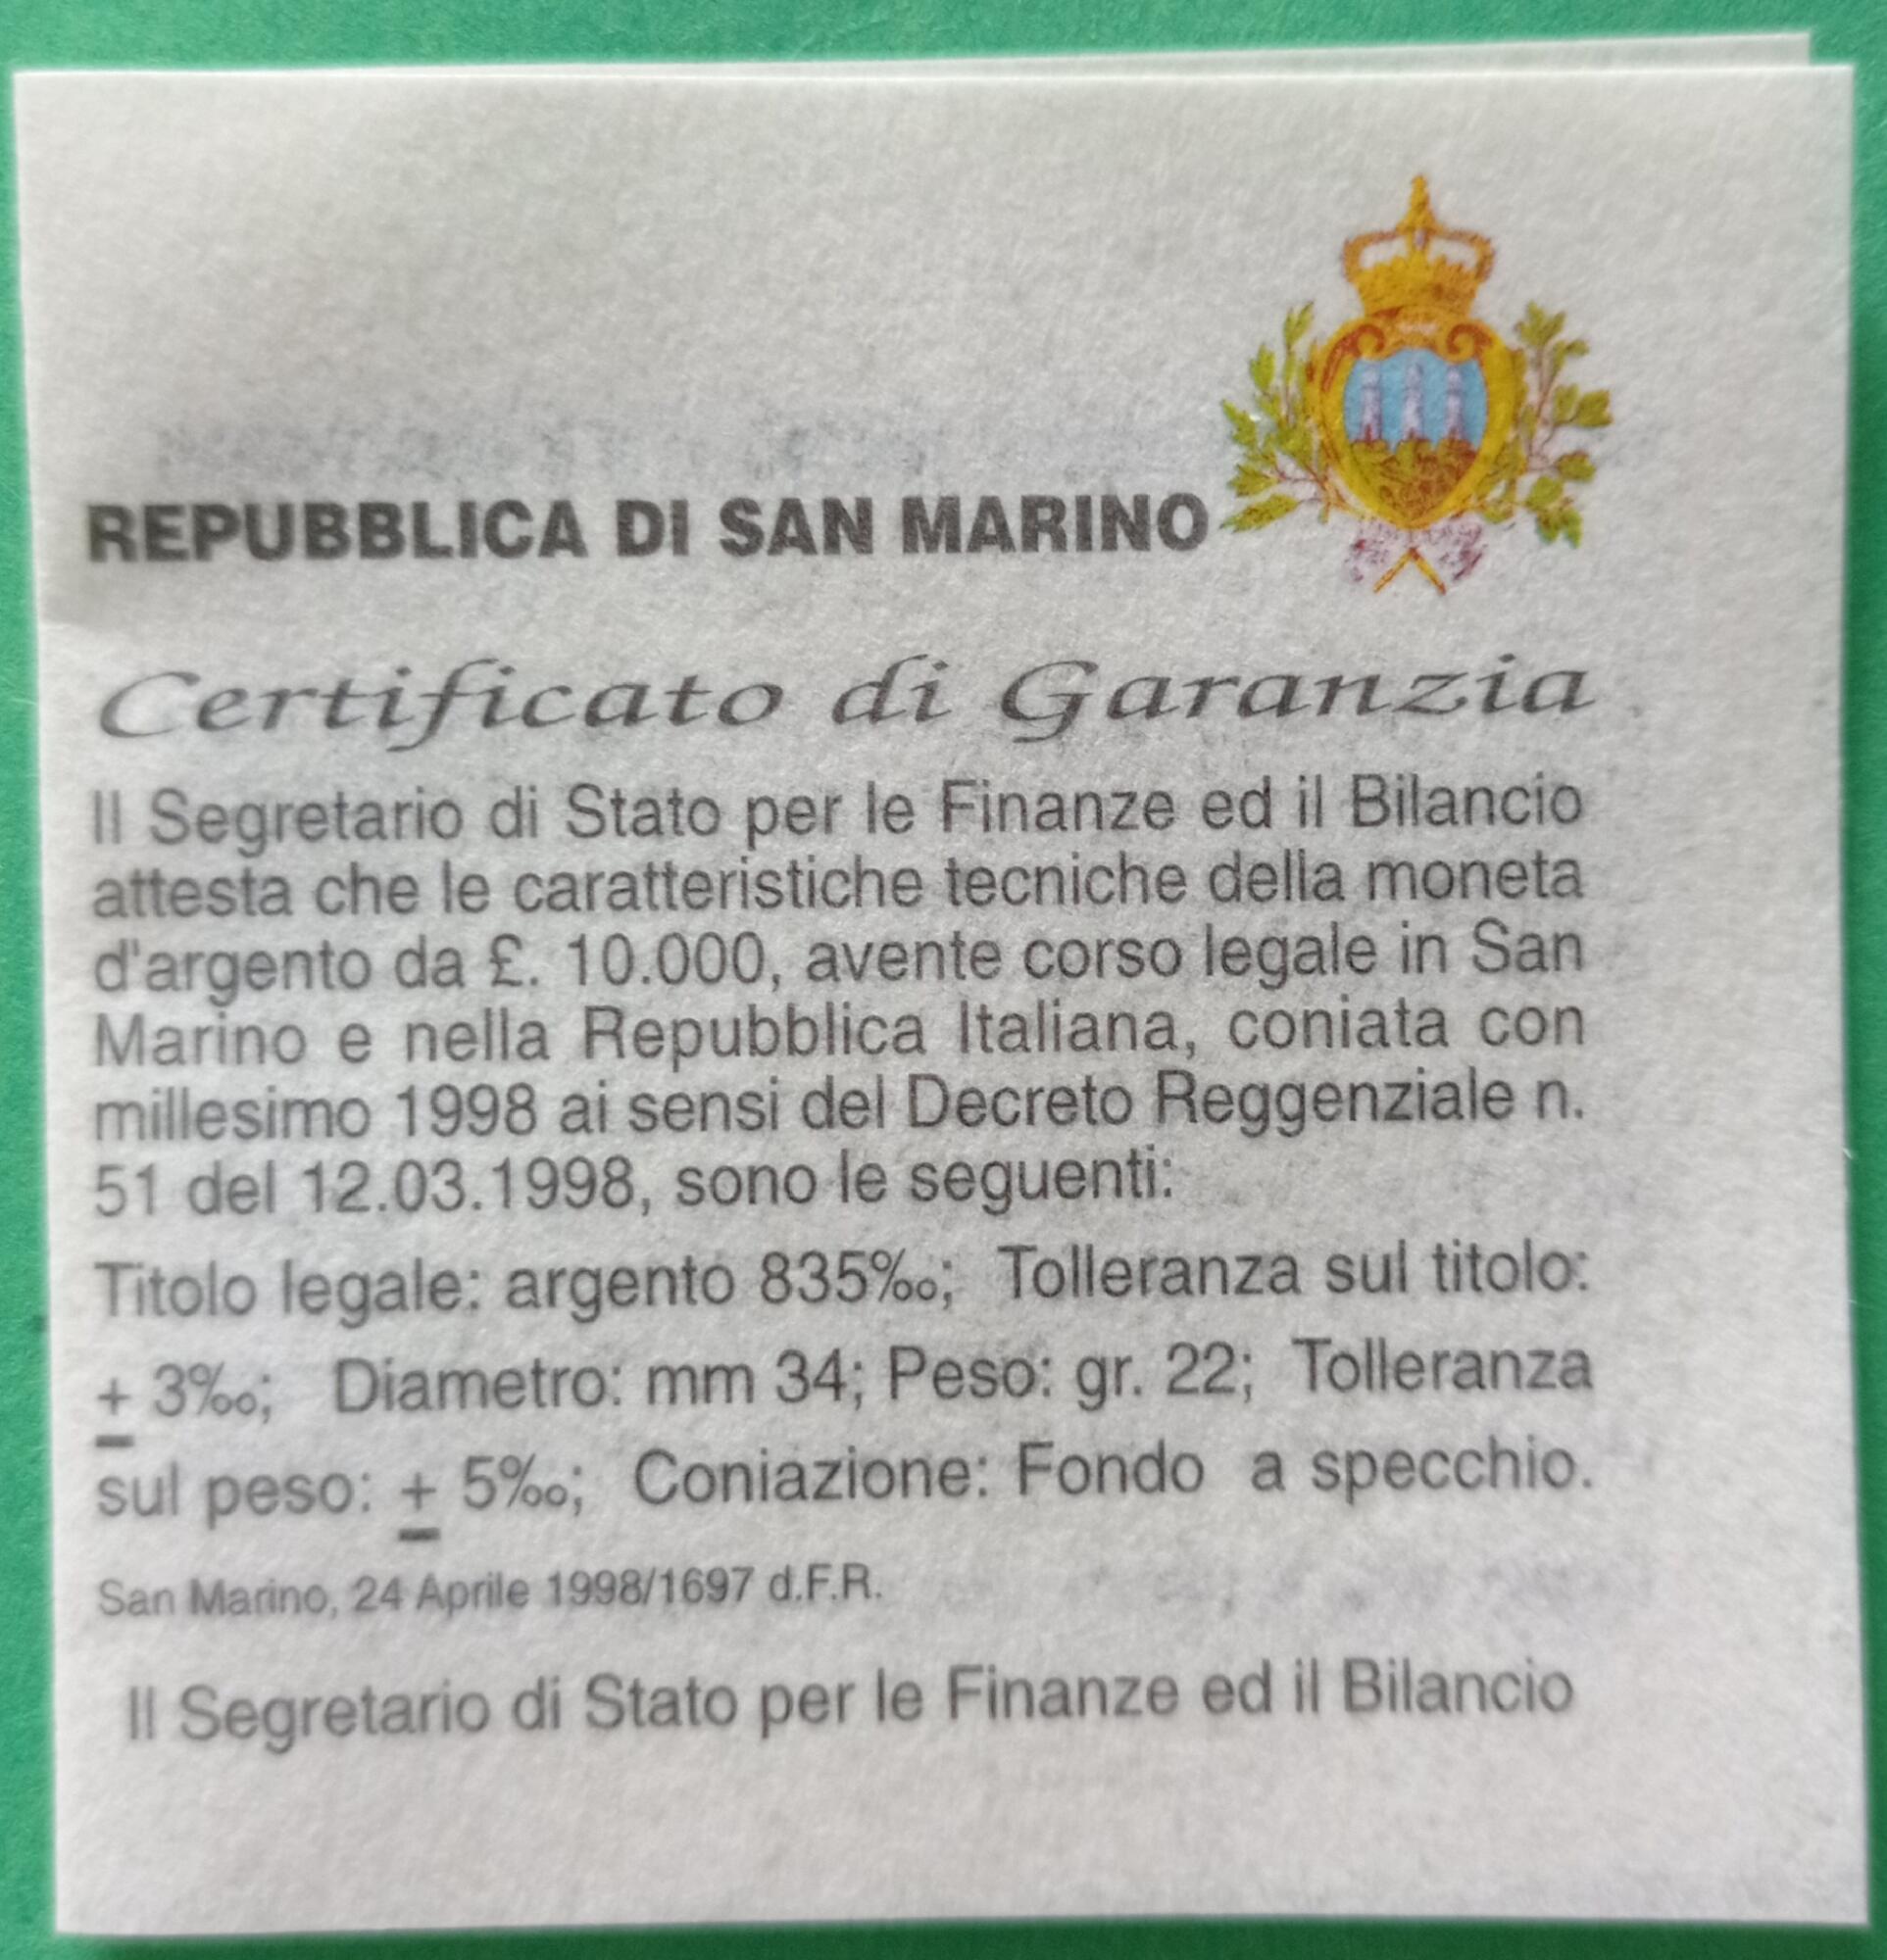 REPUBBLICA DI SAN MARINO
Certificato di Garanzia
Il Segretario di Stato per le Finanze ed il Bilancio
attesta che le caratteristiche tecniche della moneta
d'argento da £. 10.000, avente corso legale in San
Marino e nella Repubblica Italiana, coniata con
millesimo 1998 ai sensi del Decreto Reggenziale n.
51 del 12.03.1998, sono le seguenti:
Titolo legale: argento 835‰; Tolleranza sul titolo:
± 3‰; Diametro: mm 34; Peso: gr. 22; Tolleranza
sul peso: ± 5‰; Coniazione: Fondo a specchio.
San Marino, 24 Aprile 1998/1697 d.F.R.
Il Segretario di Stato per le Finanze ed il Bilancio